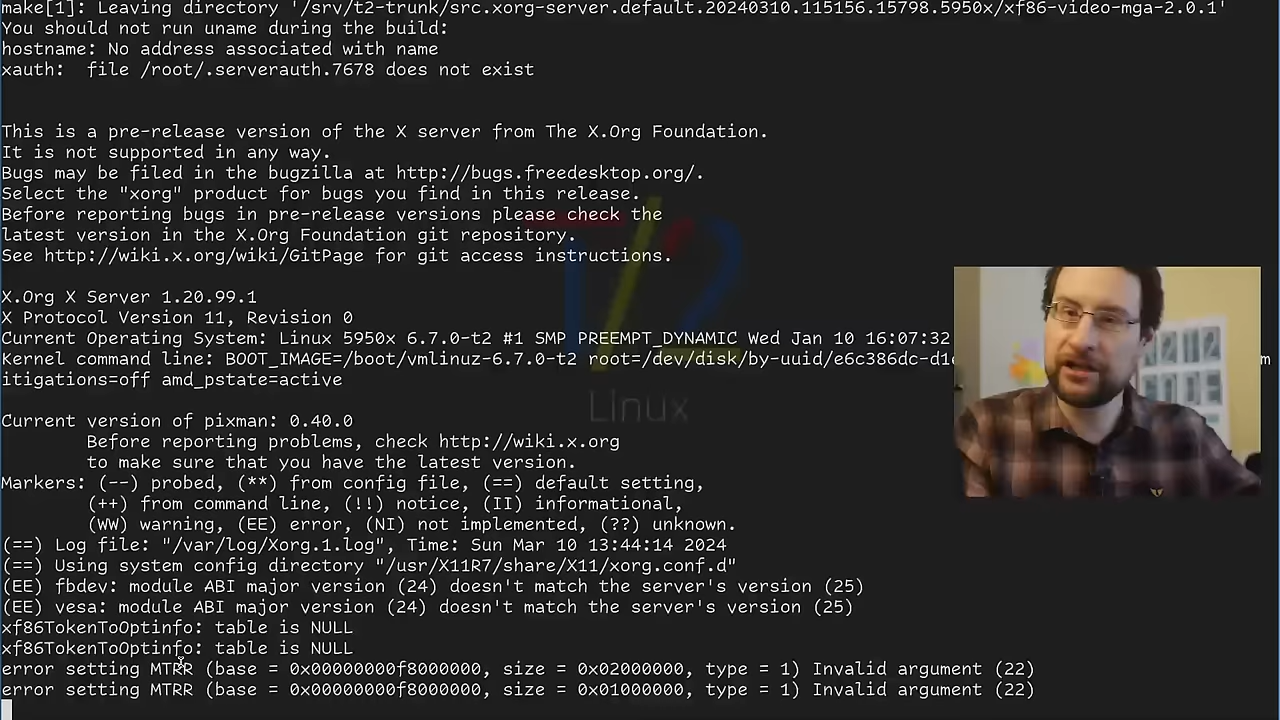 make[1]: Leaving directory '/srv/t2-trunk/src.xorg-server.default.20240310.115156.15798.5950x/xf86-video-mga-2.0.1'
You should not run uname during the build:
hostname: No address associated with name
xauth:  file /root/.serverauth.7678 does not exist
This is a pre-release version of the X server from The X.Org Foundation.
It is not supported in any way.
Bugs may be filed in the bugzilla at http://bugs.freedesktop.org/.
Select the "xorg" product for bugs you find in this release.
Before reporting bugs in pre-release versions please check the
latest version in the X.Org Foundation git repository.
See http://wiki.x.org/wiki/GitPage for git access instructions.
T/2
X.Org X Server 1.20.99.1
X Protocol Version 11, Revision 0
Current Operating System: Linux 5950x 6.7.0-t2 #1 SMP PREEMPT_DYNAMIC Wed Jan 10 16:07:32
Kernel command line: BOOT_IMAGE=/boot/vmlinuz-6.7.0-t2 root=/dev/disk/by-uuid/e6c386dc-d1e m
itigations=off amd_pstate=active
Linux
Current version of pixman: 0.40.0
Before reporting problems, check http://wiki.x.org
to make sure that you have the latest version.
Markers: (--) probed, (**) from config file, (==) default setting,
(++) from command line, (!!) notice, (II) informational,
(WW) warning, (EE) error, (NI) not implemented, (??) unknown.
(==) Log file: "/var/log/Xorg.1.log", Time: Sun Mar 10 13:44:14 2024
(==) Using system config directory "/usr/X11R7/share/X11/xorg.conf.d"
(EE) fbdev: module ABI major version (24) doesn't match the server's version (25)
(EE) vesa: module ABI major version (24) doesn't match the server's version (25)
xf86TokenToOptinfo: table is NULL
xf86TokenToOptinfo: table is NULL
error setting MTRR (base = 0x00000000f8000000, size = 0x02000000, type = 1) Invalid argument (22)
error setting MTRR (base = 0x00000000f8000000, size = 0x01000000, type = 1) Invalid argument (22)